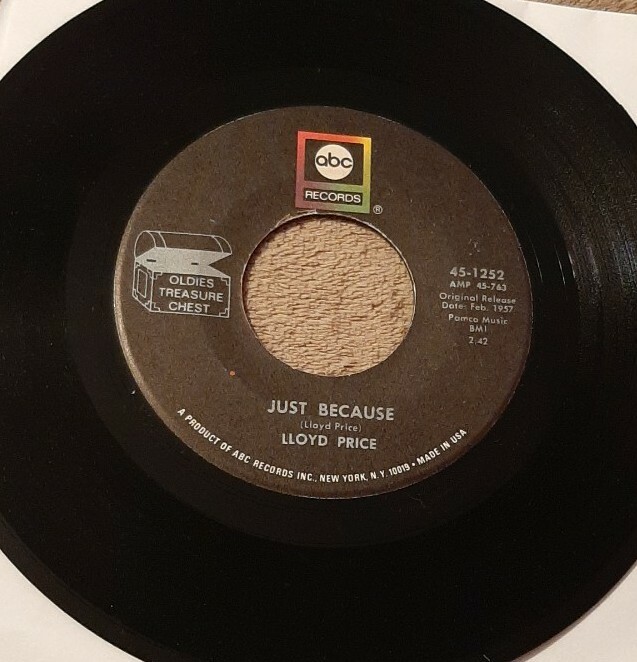 abc
RECORDS
®
OLDIES
TREASURE
CHEST
45-1252
AMP 45-763
Original Release
Date: Feb. 1957
Pamco Music
BMI
2:42
JUST BECAUSE
(Lloyd Price)
LLOYD PRICE
A PRODUCT OF ABC RECORDS INC., NEW YORK, N.Y. 10019 • MADE IN USA